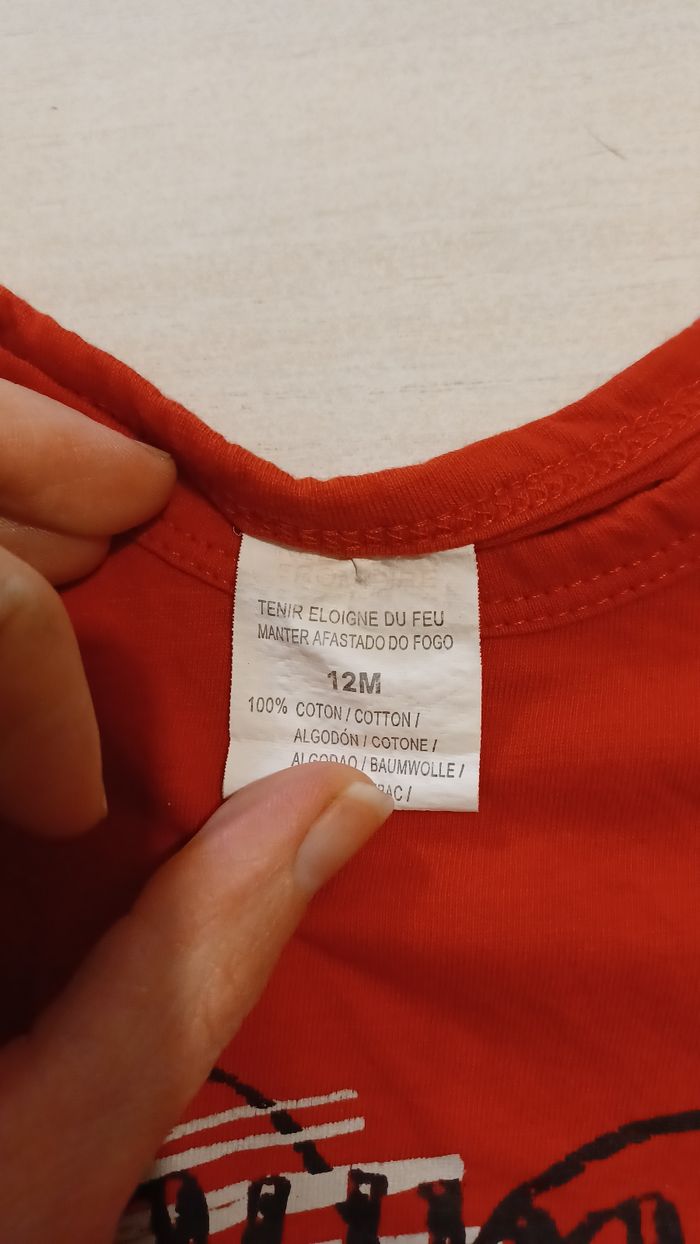 TENIR ELOIGNE DU FEU
MANTER AFASTADO DO FOGO
12M
100% COTON / COTTON /
ALGODÓN / COTONE /
ALGODAO / BAUMWOLLE /